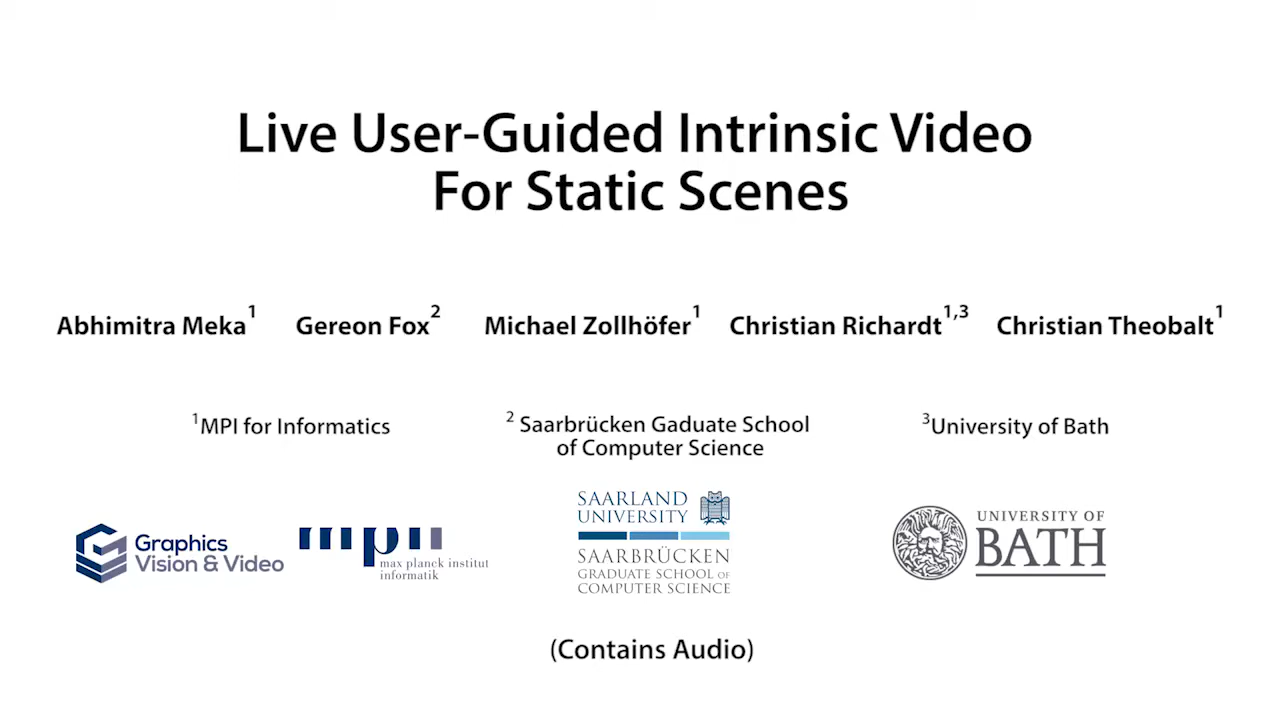 Live User-Guided Intrinsic Video
For Static Scenes
Abhimitra Meka1 Gereon Fox2 Michael Zollhöfer1 Christian Richardt1,3 Christian Theobalt1
1MPI for Informatics
2 Saarbrücken Gaduate School
of Computer Science
3University of Bath
Graphics
Vision & Video
mpii
max planck institut
informatik
SAARLAND
UNIVERSITY
SAARBRÜCKEN
GRADUATE SCHOOL OF
COMPUTER SCIENCE
UNIVERSITY OF
BATH
(Contains Audio)